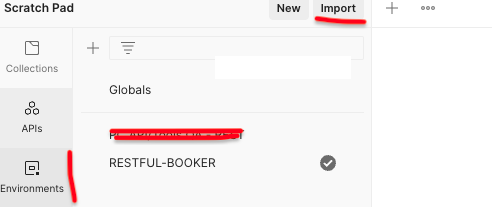 Scratch Pad New Import
Collections
Globals
APIs
RESTFUL-BOOKER
Environments